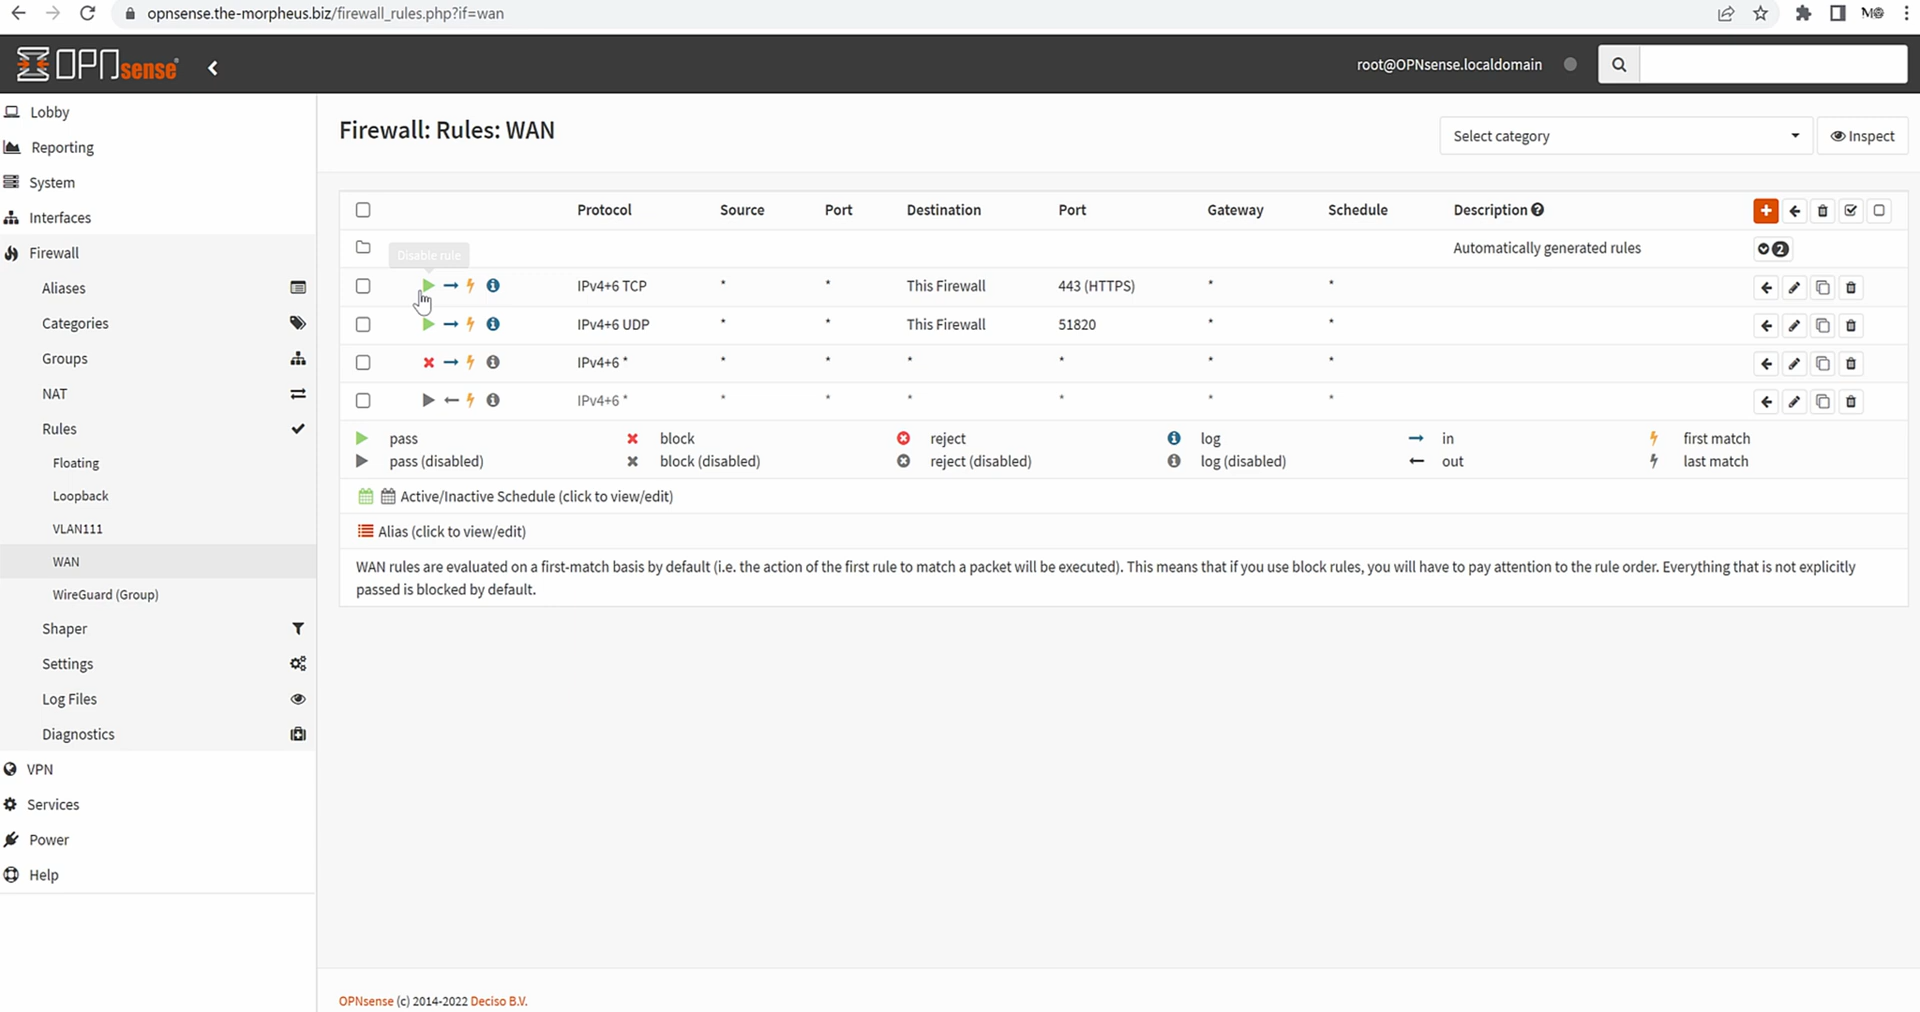 opnsense.the-morpheus.biz/firewall_rules.php?if=wan
OPNsense
root@OPNsense.localdomain
Lobby
Reporting
System
Interfaces
Firewall
Aliases
Categories
Groups
NAT
Rules
Floating
Loopback
VLAN111
WAN
WireGuard (Group)
Shaper
Settings
Log Files
Diagnostics
VPN
Services
Power
Help
Firewall: Rules: WAN
Select category
Inspect
Protocol Source Port Destination Port Gateway Schedule Description
Automatically generated rules 2
Disable rule
IPv4+6 TCP * * This Firewall 443 (HTTPS) * *
IPv4+6 UDP * * This Firewall 51820 * *
IPv4+6 * * * * * * *
IPv4+6 * * * * * * *
pass block reject log in first match
pass (disabled) block (disabled) reject (disabled) log (disabled) out last match
Active/Inactive Schedule (click to view/edit)
Alias (click to view/edit)
WAN rules are evaluated on a first-match basis by default (i.e. the action of the first rule to match a packet will be executed). This means that if you use block rules, you will have to pay attention to the rule order. Everything that is not explicitly
passed is blocked by default.
OPNsense (c) 2014-2022 Deciso B.V.